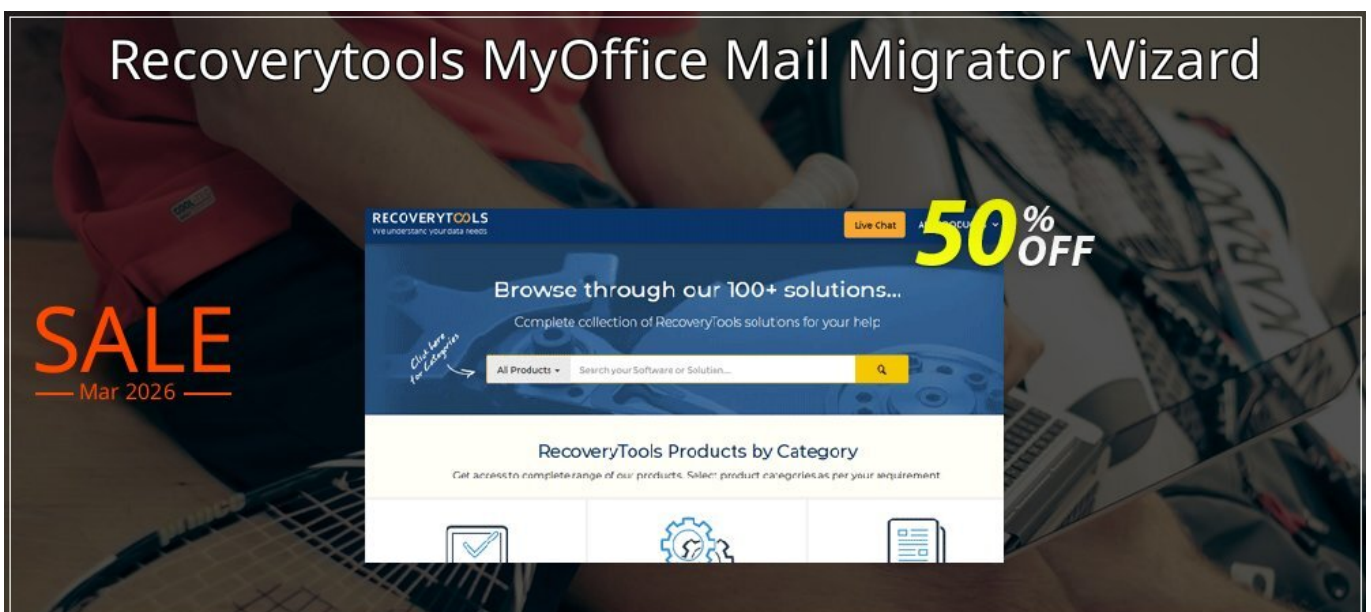 Recoverytools MyOffice Mail Migrator Wizard
RECOVERYTOOLS
We understand your data needs
Live Chat
50% OFF
Browse through our 100+ solutions...
Complete collection of RecoveryTools solutions for your help
Click here
for Categories
All Products
Search your Software or Solution...
SALE
Mar 2026
RecoveryTools Products by Category
Get access to complete range of our products. Select product categories as per your requirement